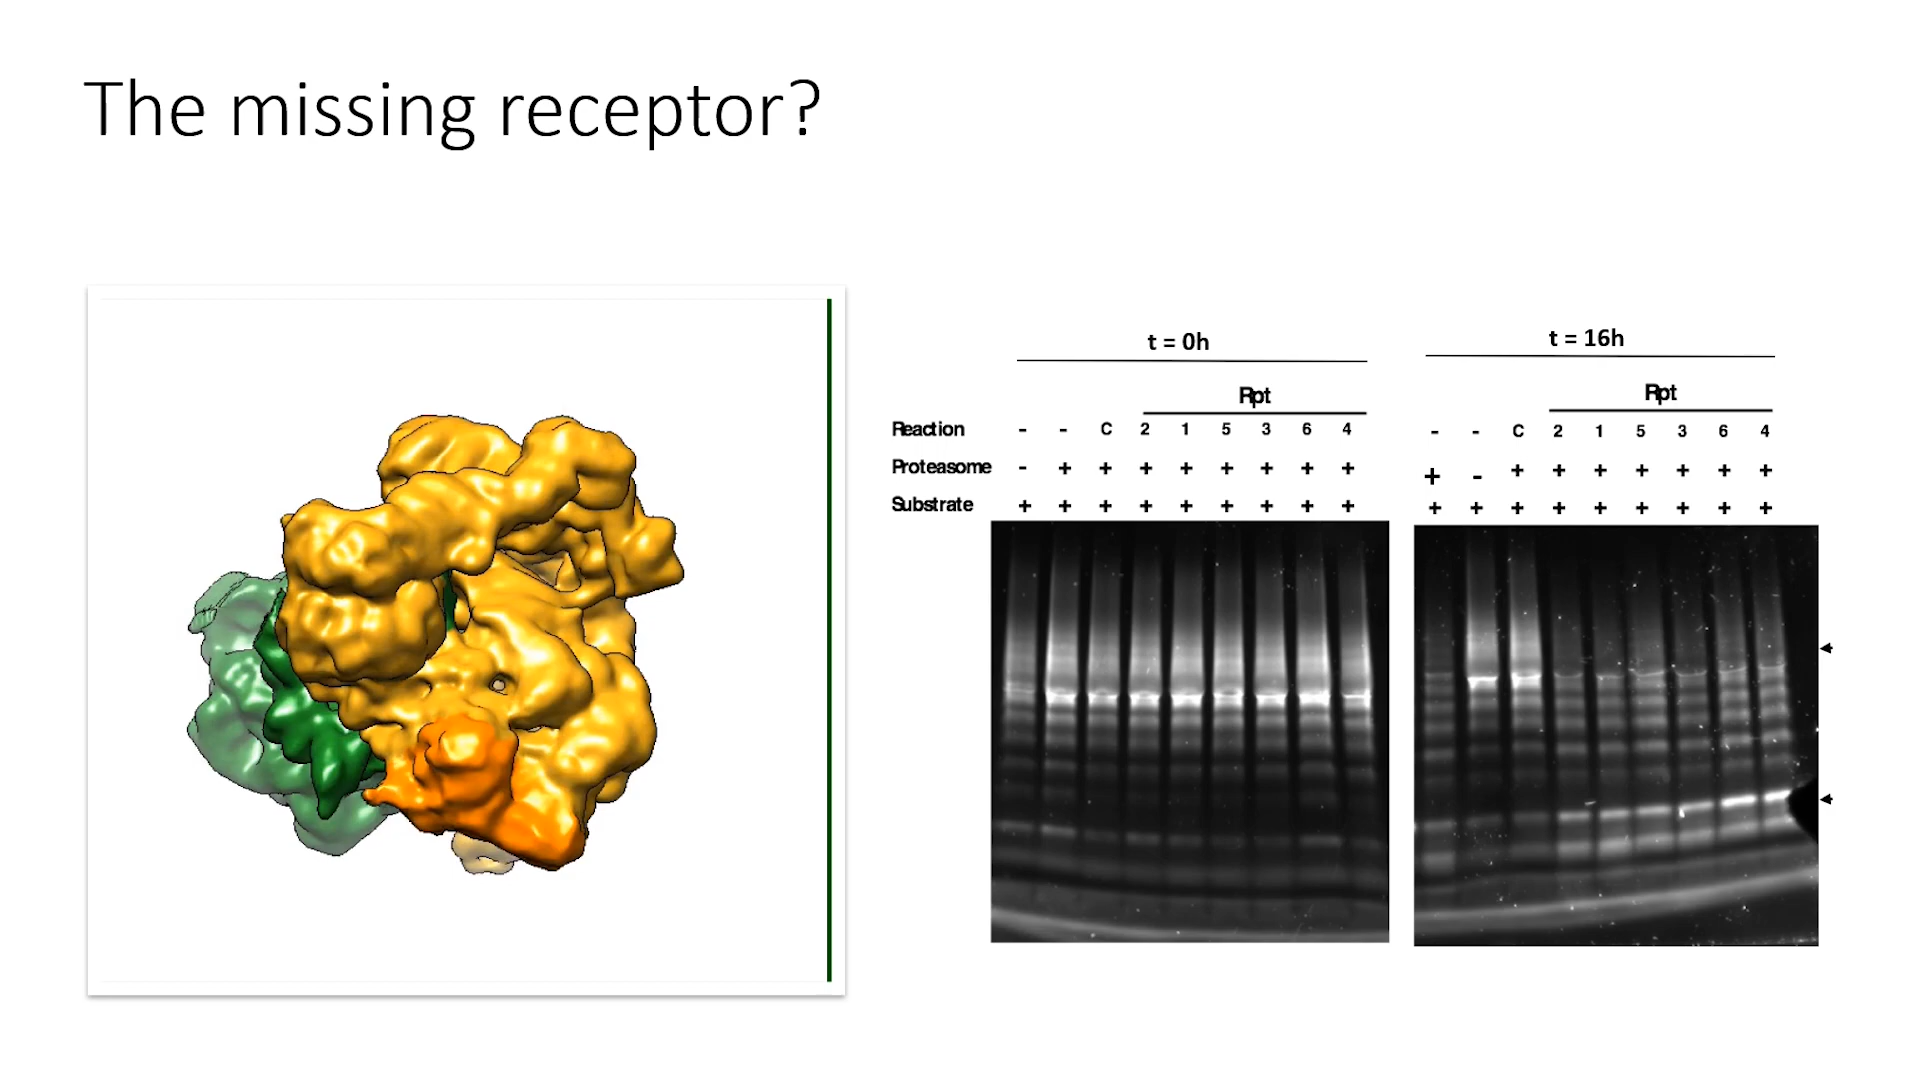 The missing receptor?
t = 0h
t = 16h
Rpt
Rpt
Reaction - - C 2 1 5 3 6 4
- - C 2 1 5 3 6 4
Proteasome - + + + + + + + +
+ - + + + + + + +
Substrate + + + + + + + + +
+ + + + + + + + +